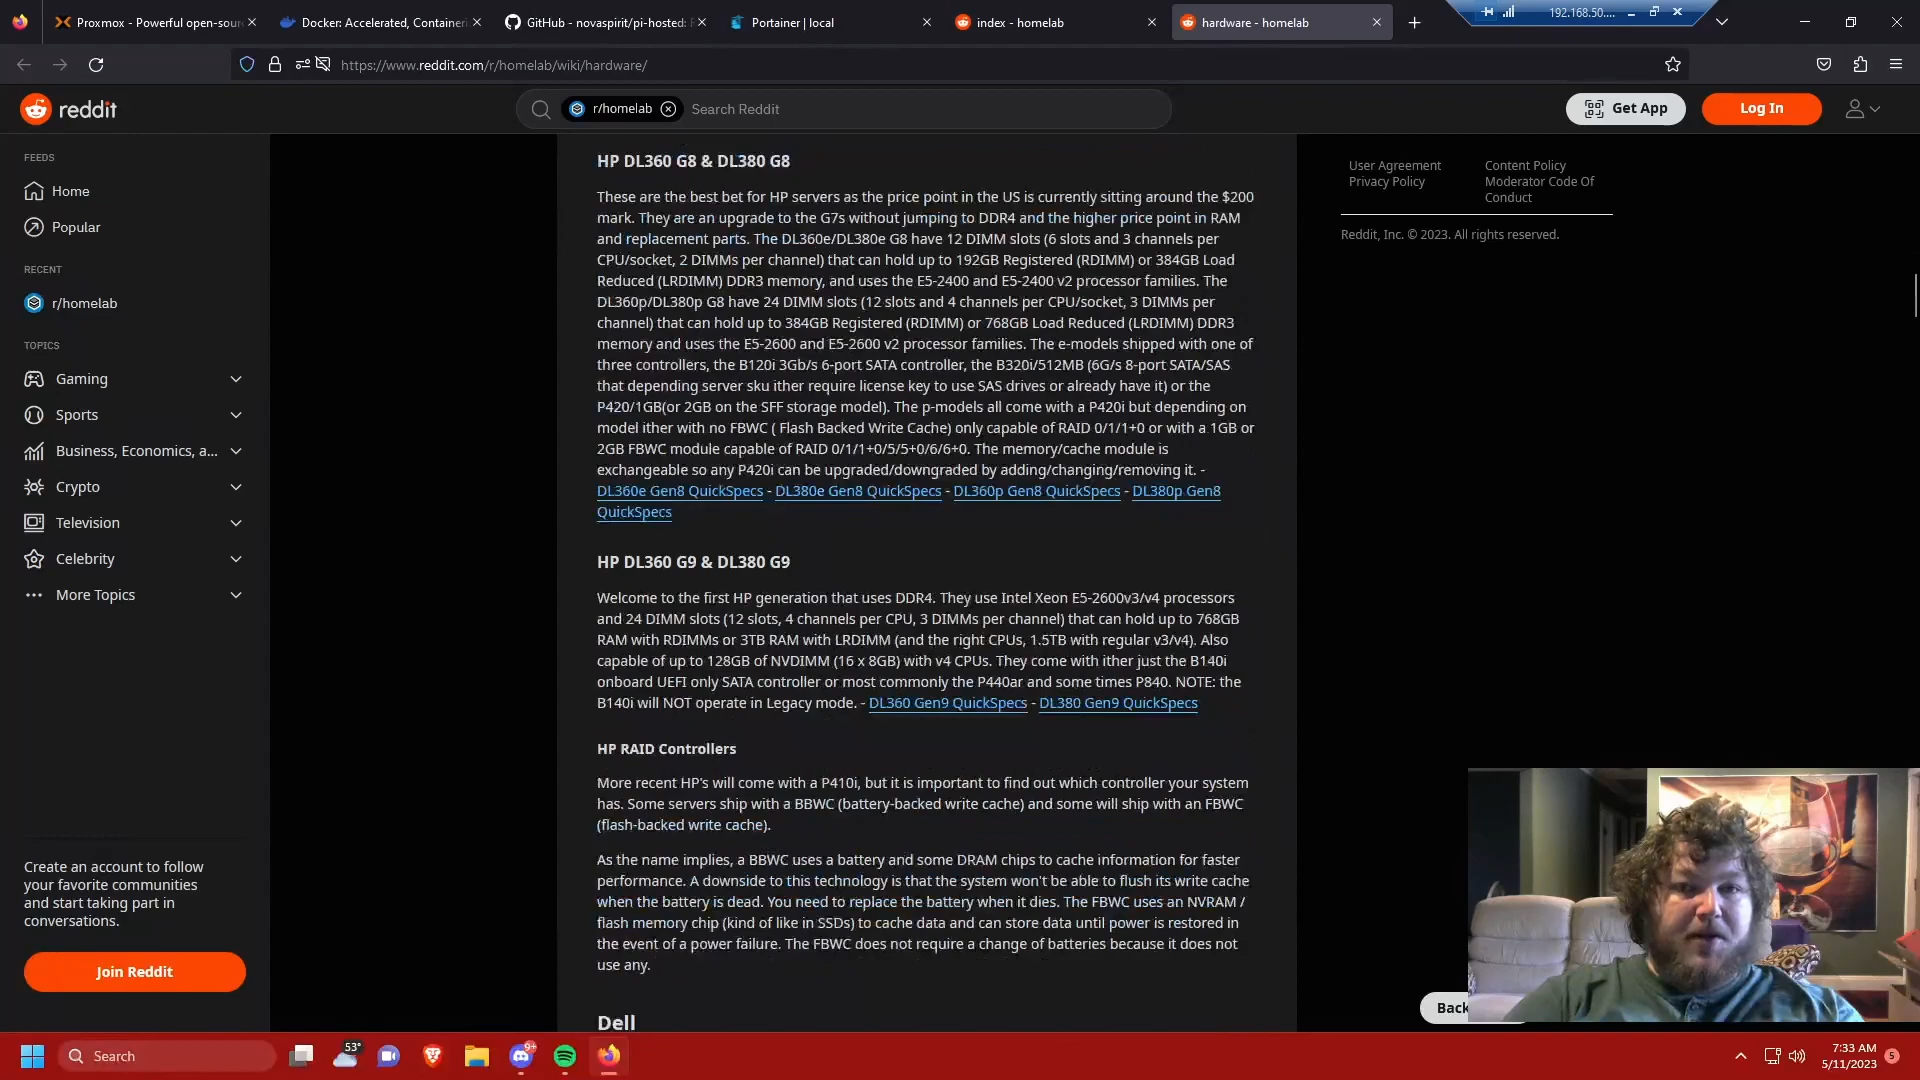 Proxmox - Powerful open-sour
Docker: Accelerated, Containeri
GitHub - novaspirit/pi-hosted: F
Portainer | local
index - homelab
hardware - homelab
192.168.50....
https://www.reddit.com/r/homelab/wiki/hardware/
reddit
r/homelab
Search Reddit
Get App
Log In
FEEDS
Home
Popular
RECENT
r/homelab
TOPICS
Gaming
Sports
Business, Economics, a...
Crypto
Television
Celebrity
More Topics
Create an account to follow
your favorite communities
and start taking part in
conversations.
Join Reddit
HP DL360 G8 & DL380 G8
These are the best bet for HP servers as the price point in the US is currently sitting around the $200
mark. They are an upgrade to the G7s without jumping to DDR4 and the higher price point in RAM
and replacement parts. The DL360e/DL380e G8 have 12 DIMM slots (6 slots and 3 channels per
CPU/socket, 2 DIMMs per channel) that can hold up to 192GB Registered (RDIMM) or 384GB Load
Reduced (LRDIMM) DDR3 memory, and uses the E5-2400 and E5-2400 v2 processor families. The
DL360p/DL380p G8 have 24 DIMM slots (12 slots and 4 channels per CPU/socket, 3 DIMMs per
channel) that can hold up to 384GB Registered (RDIMM) or 768GB Load Reduced (LRDIMM) DDR3
memory and uses the E5-2600 and E5-2600 v2 processor families. The e-models shipped with one of
three controllers, the B120i 3Gb/s 6-port SATA controller, the B320i/512MB (6G/s 8-port SATA/SAS
that depending server sku ither require license key to use SAS drives or already have it) or the
P420/1GB(or 2GB on the SFF storage model). The p-models all come with a P420i but depending on
model ither with no FBWC ( Flash Backed Write Cache) only capable of RAID 0/1/1+0 or with a 1GB or
2GB FBWC module capable of RAID 0/1/1+0/5/5+0/6/6+0. The memory/cache module is
exchangeable so any P420i can be upgraded/downgraded by adding/changing/removing it. -
DL360e Gen8 QuickSpecs - DL380e Gen8 QuickSpecs - DL360p Gen8 QuickSpecs - DL380p Gen8
QuickSpecs
HP DL360 G9 & DL380 G9
Welcome to the first HP generation that uses DDR4. They use Intel Xeon E5-2600v3/v4 processors
and 24 DIMM slots (12 slots, 4 channels per CPU, 3 DIMMs per channel) that can hold up to 768GB
RAM with RDIMMs or 3TB RAM with LRDIMM (and the right CPUs, 1.5TB with regular v3/v4). Also
capable of up to 128GB of NVDIMM (16 x 8GB) with v4 CPUs. They come with ither just the B140i
onboard UEFI only SATA controller or most commonly the P440ar and some times P840. NOTE: the
B140i will NOT operate in Legacy mode. - DL360 Gen9 QuickSpecs - DL380 Gen9 QuickSpecs
HP RAID Controllers
More recent HP's will come with a P410i, but it is important to find out which controller your system
has. Some servers ship with a BBWC (battery-backed write cache) and some will ship with an FBWC
(flash-backed write cache).
As the name implies, a BBWC uses a battery and some DRAM chips to cache information for faster
performance. A downside to this technology is that the system won't be able to flush its write cache
when the battery is dead. You need to replace the battery when it dies. The FBWC uses an NVRAM /
flash memory chip (kind of like in SSDs) to cache data and can store data until power is restored in
the event of a power failure. The FBWC does not require a change of batteries because it does not
use any.
Dell
User Agreement
Privacy Policy
Content Policy
Moderator Code Of
Conduct
Reddit, Inc. © 2023. All rights reserved.
Back
Search
53°
9+
7:33 AM
5/11/2023
5